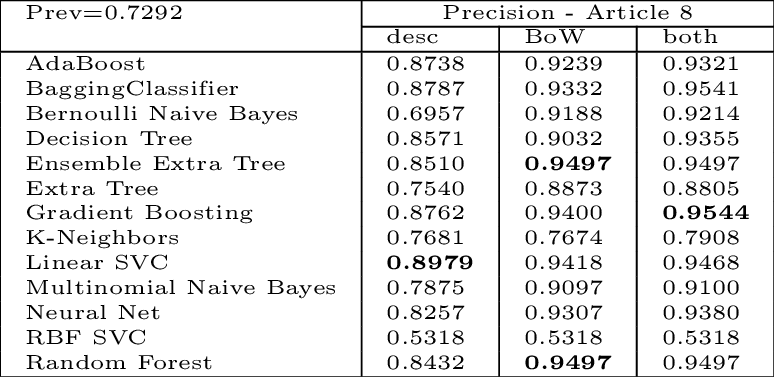 Prev=0.7292 Precision - Article 8
desc BoW both
AdaBoost 0.8738 0.9239 0.9321
BaggingClassifier 0.8787 0.9332 0.9541
Bernoulli Naive Bayes 0.6957 0.9188 0.9214
Decision Tree 0.8571 0.9032 0.9355
Ensemble Extra Tree 0.8510 0.9497 0.9497
Extra Tree 0.7540 0.8873 0.8805
Gradient Boosting 0.8762 0.9400 0.9544
K-Neighbors 0.7681 0.7674 0.7908
Linear SVC 0.8979 0.9418 0.9468
Multinomial Naive Bayes 0.7875 0.9097 0.9100
Neural Net 0.8257 0.9307 0.9380
RBF SVC 0.5318 0.5318 0.5318
Random Forest 0.8432 0.9497 0.9497